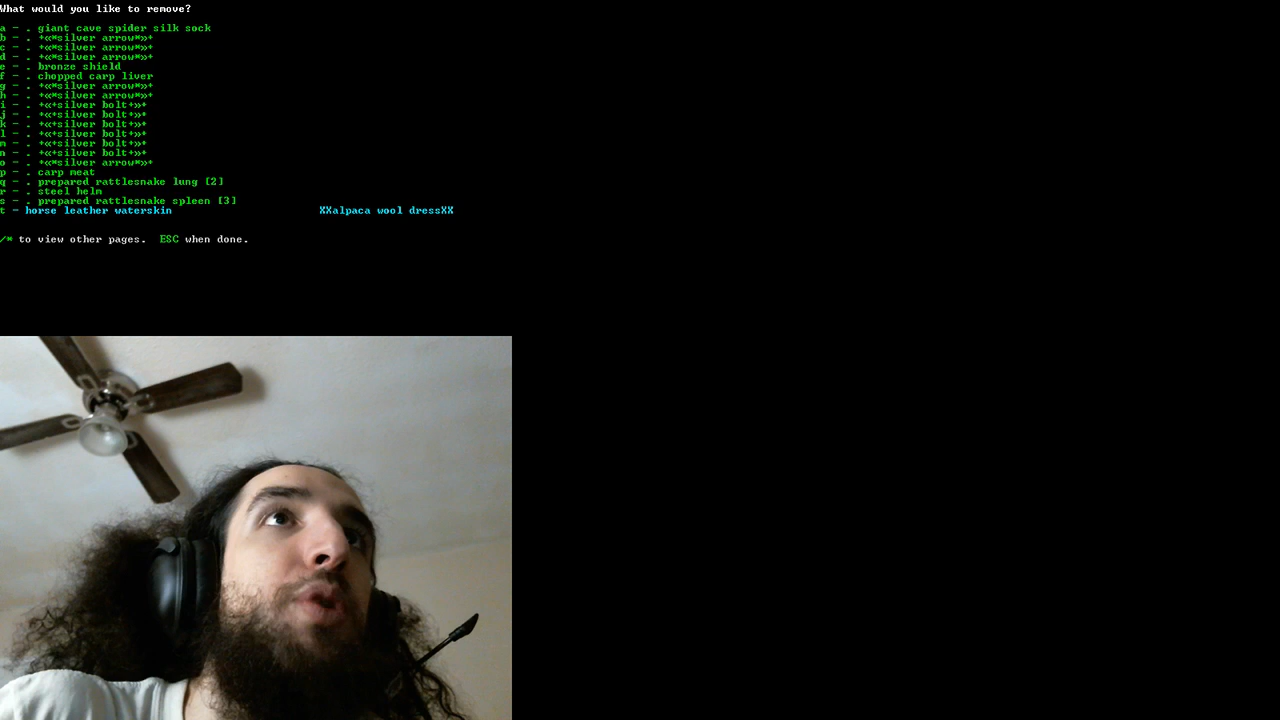 What would you like to remove?
a - . giant cave spider silk sock
b - . +«*silver arrow*»+
c - . +«*silver arrow*»+
d - . +«*silver arrow*»+
e - . bronze shield
f - . chopped carp liver
g - . +«*silver arrow*»+
h - . +«*silver arrow*»+
i - . +«+silver bolt+»+
j - . +«+silver bolt+»+
k - . +«+silver bolt+»+
l - . +«+silver bolt+»+
m - . +«+silver bolt+»+
n - . +«+silver bolt+»+
o - . +«*silver arrow*»+
p - . carp meat
q - . prepared rattlesnake lung [2]
r - . steel helm
s - . prepared rattlesnake spleen [3]
t - horse leather waterskin XXalpaca wool dressXX
/* to view other pages. ESC when done.